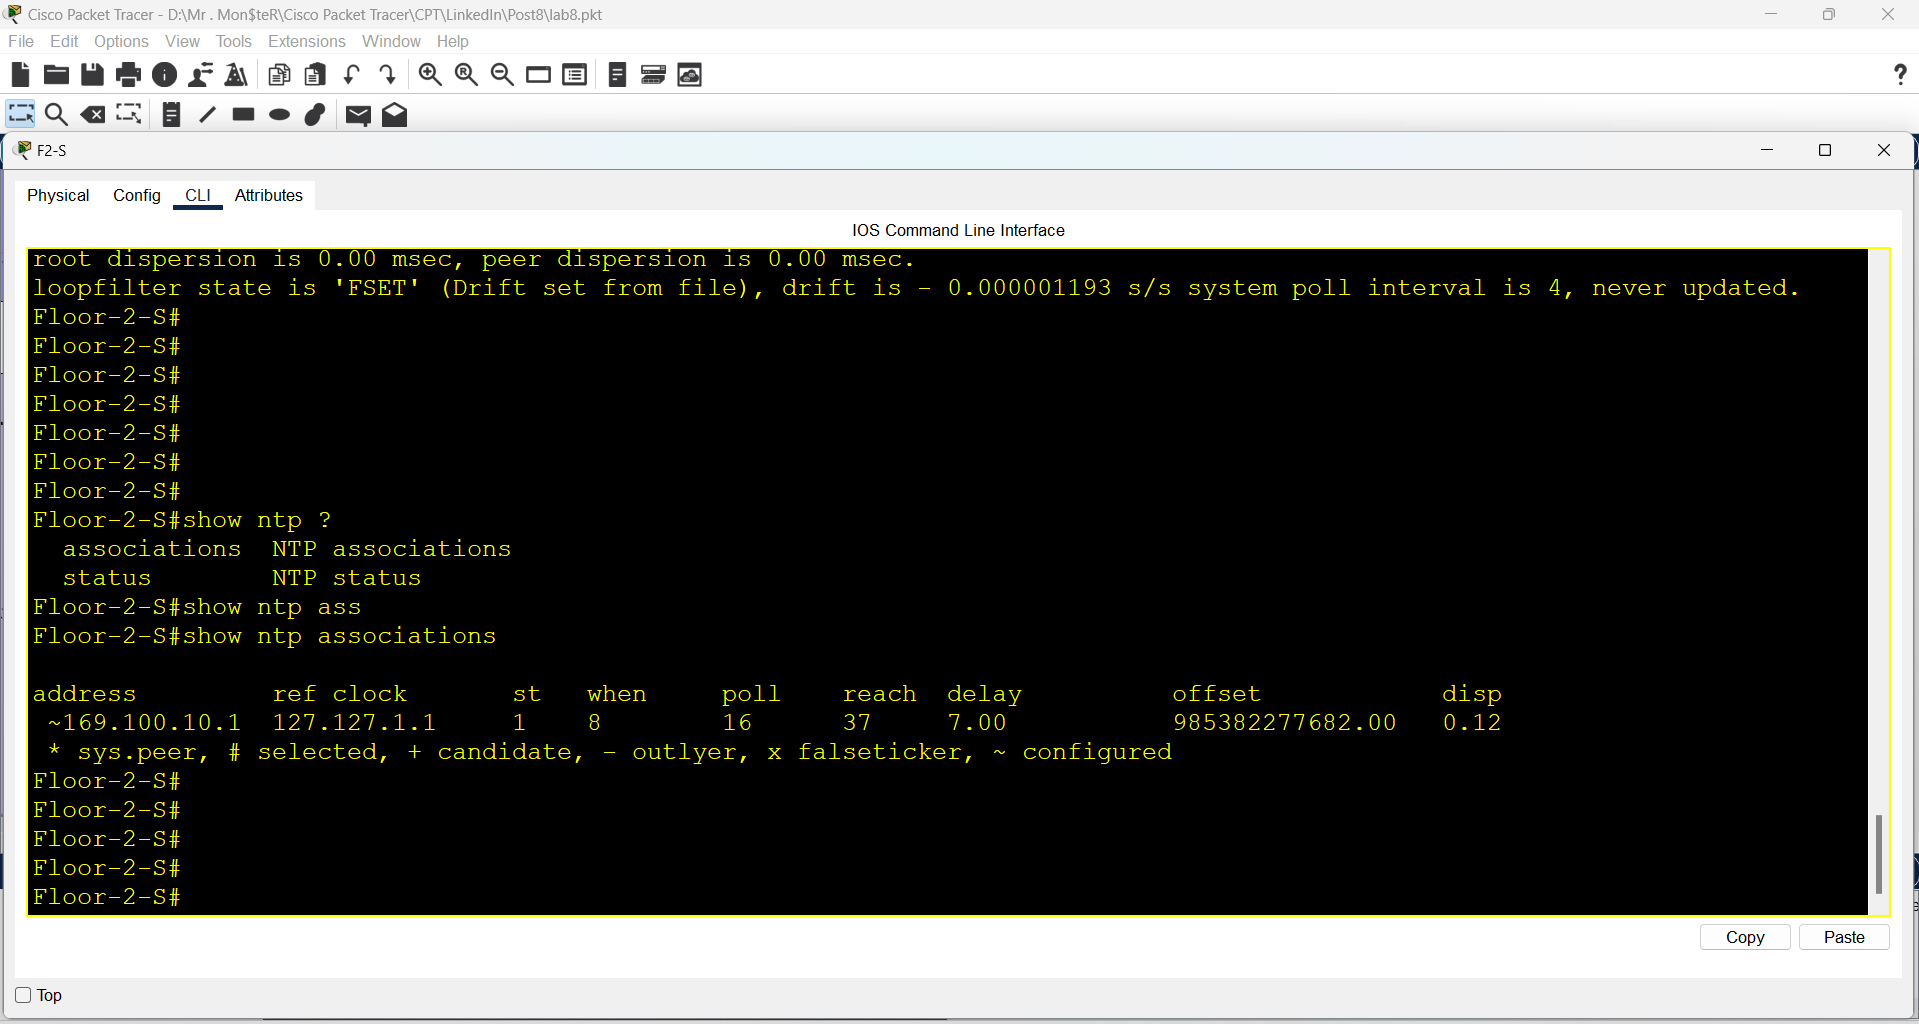 Cisco Packet Tracer - D:\Mr . Mon$teR\Cisco Packet Tracer\CPT\LinkedIn\Post8\lab8.pkt
File Edit Options View Tools Extensions Window Help
?
F2-S
Physical Config CLI Attributes
IOS Command Line Interface
root dispersion is 0.00 msec, peer dispersion is 0.00 msec.
loopfilter state is 'FSET' (Drift set from file), drift is - 0.000001193 s/s system poll interval is 4, never updated.
Floor-2-S#
Floor-2-S#
Floor-2-S#
Floor-2-S#
Floor-2-S#
Floor-2-S#
Floor-2-S#
Floor-2-S#show ntp ?
associations NTP associations
status NTP status
Floor-2-S#show ntp ass
Floor-2-S#show ntp associations
address ref clock st when poll reach delay offset disp
~169.100.10.1 127.127.1.1 1 8 16 37 7.00 985382277682.00 0.12
* sys.peer, # selected, + candidate, - outlyer, x falseticker, ~ configured
Floor-2-S#
Floor-2-S#
Floor-2-S#
Floor-2-S#
Floor-2-S#
Copy Paste
Top